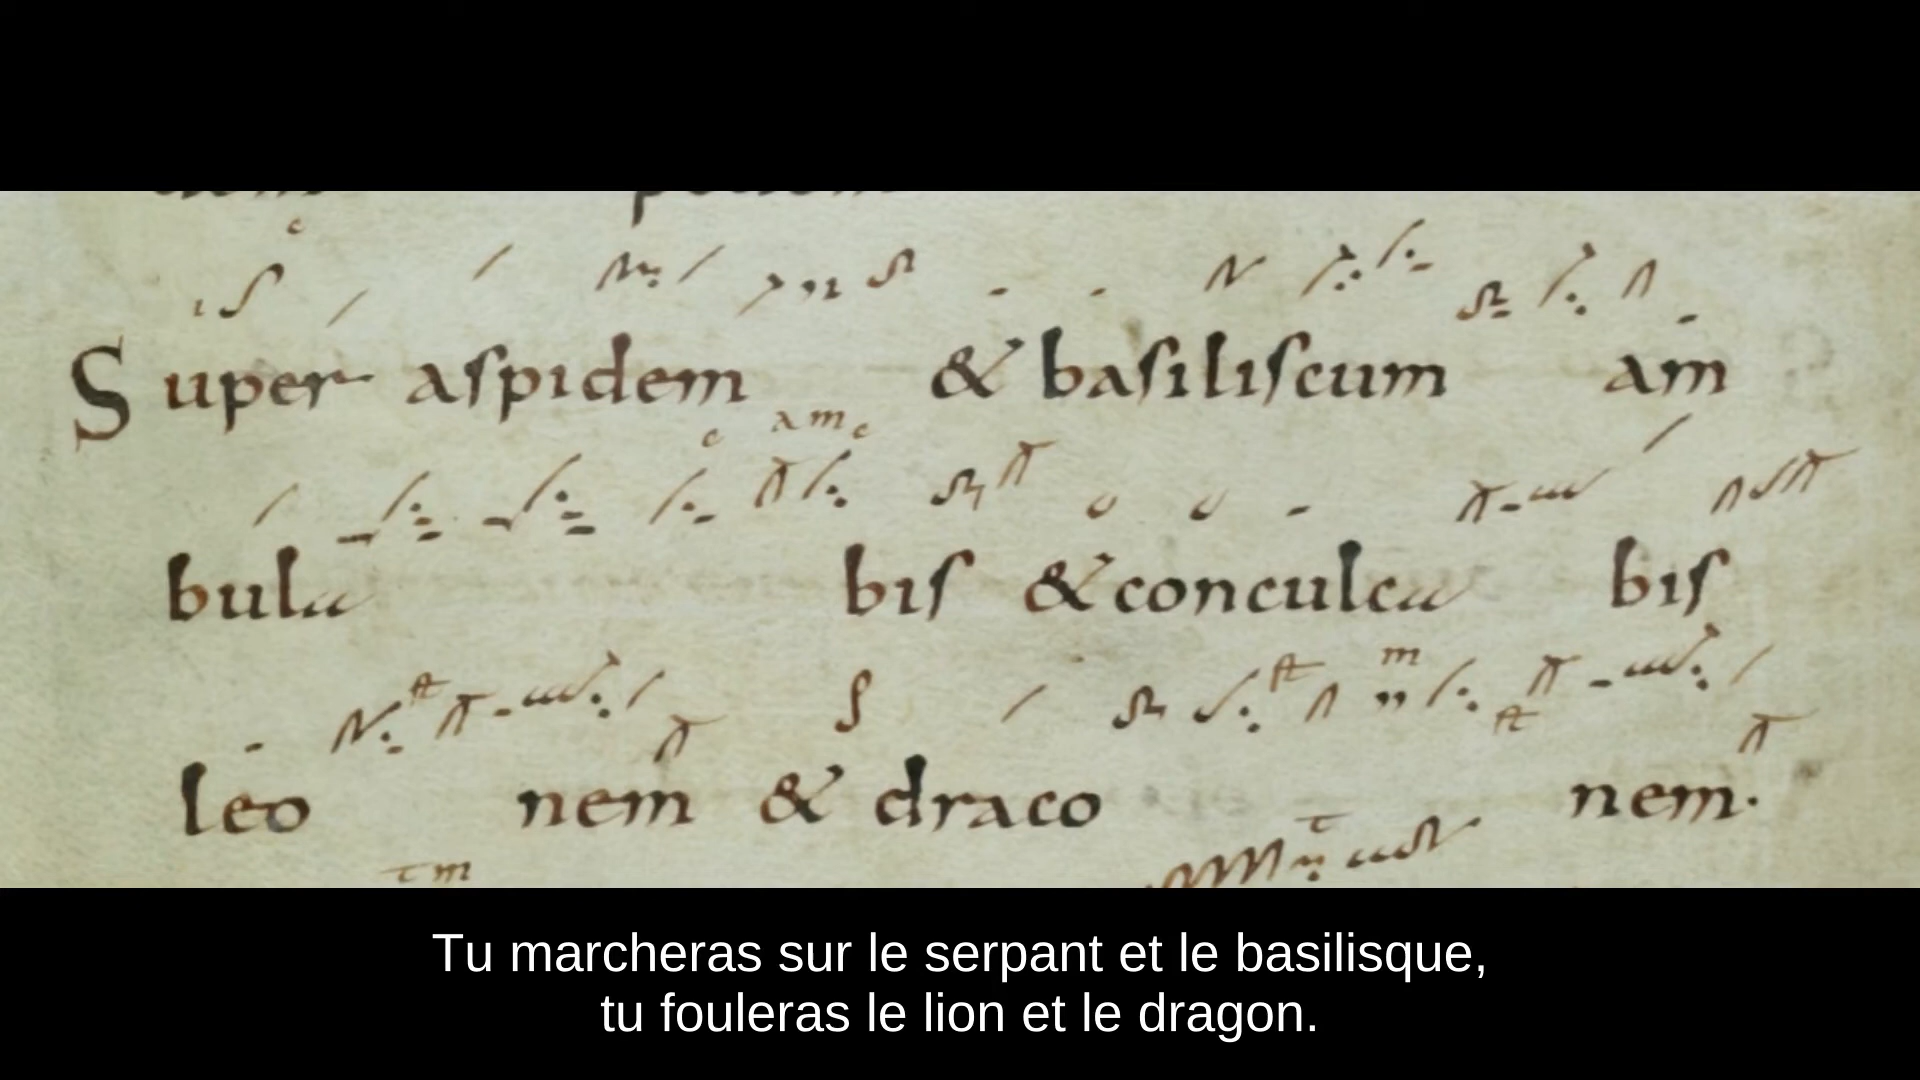 Super aſpidem & baſiliſcum am
bula biſ & conculca biſ
leo nem & draco nem.
Tu marcheras sur le serpant et le basilisque,
tu fouleras le lion et le dragon.